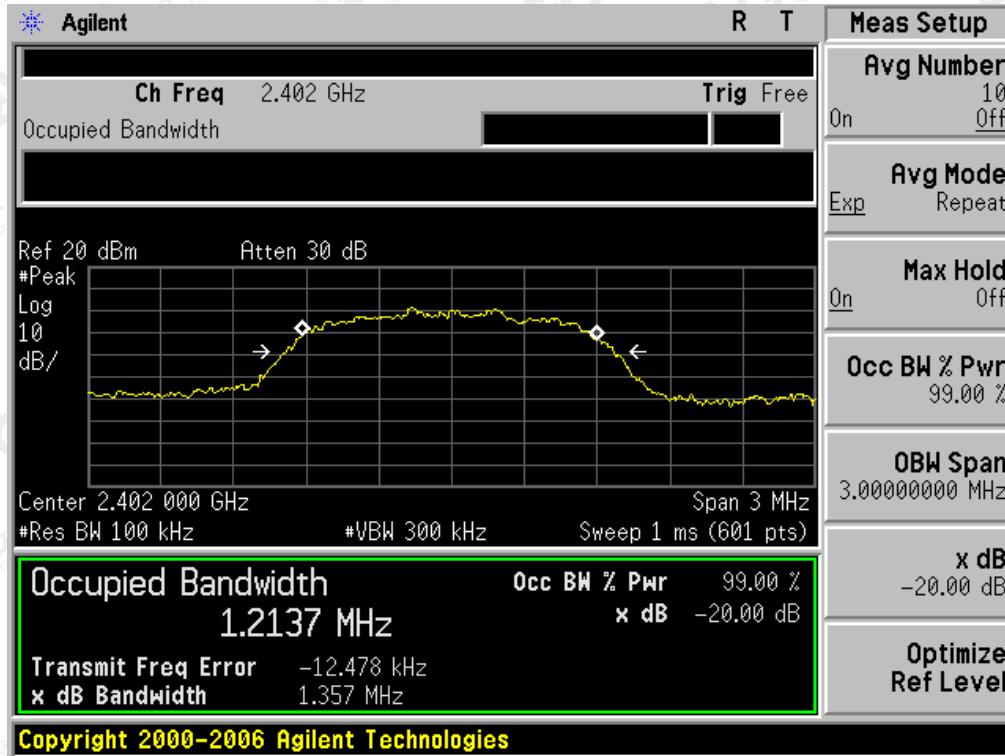 Agilent R T
Ch Freq 2.402 GHz Trig Free
Occupied Bandwidth
Ref 20 dBm Atten 30 dB
#Peak
Log
10
dB/
Center 2.402 000 GHz Span 3 MHz
#Res BW 100 kHz #VBW 300 kHz Sweep 1 ms (601 pts)
Occupied Bandwidth Occ BW % Pwr 99.00 %
1.2137 MHz x dB -20.00 dB
Transmit Freq Error -12.478 kHz
x dB Bandwidth 1.357 MHz
Copyright 2000-2006 Agilent Technologies
Meas Setup
Avg Number
10
On Off
Avg Mode
Exp Repeat
Max Hold
On Off
Occ BW % Pwr
99.00 %
OBW Span
3.00000000 MHz
x dB
-20.00 dB
Optimize
Ref Level